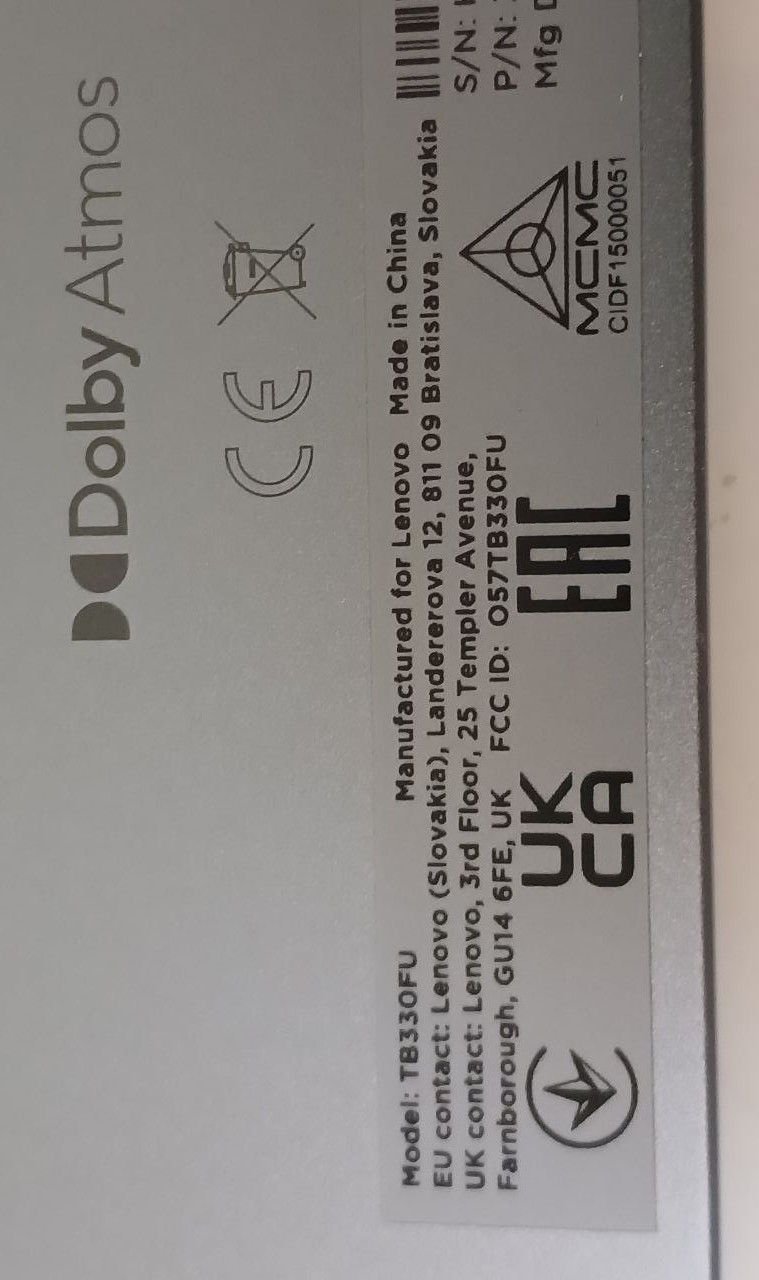 Dolby Atmos
CE
Model: TB330FU Manufactured for Lenovo Made in China
EU contact: Lenovo (Slovakia), Landererova 12, 811 09 Bratislava, Slovakia
UK contact: Lenovo, 3rd Floor, 25 Templer Avenue,
Farnborough, GU14 6FE, UK FCC ID: O57TB330FU
UK
CA
EAC
MCMC
CIDF15000051
S/N:
P/N:
Mfg